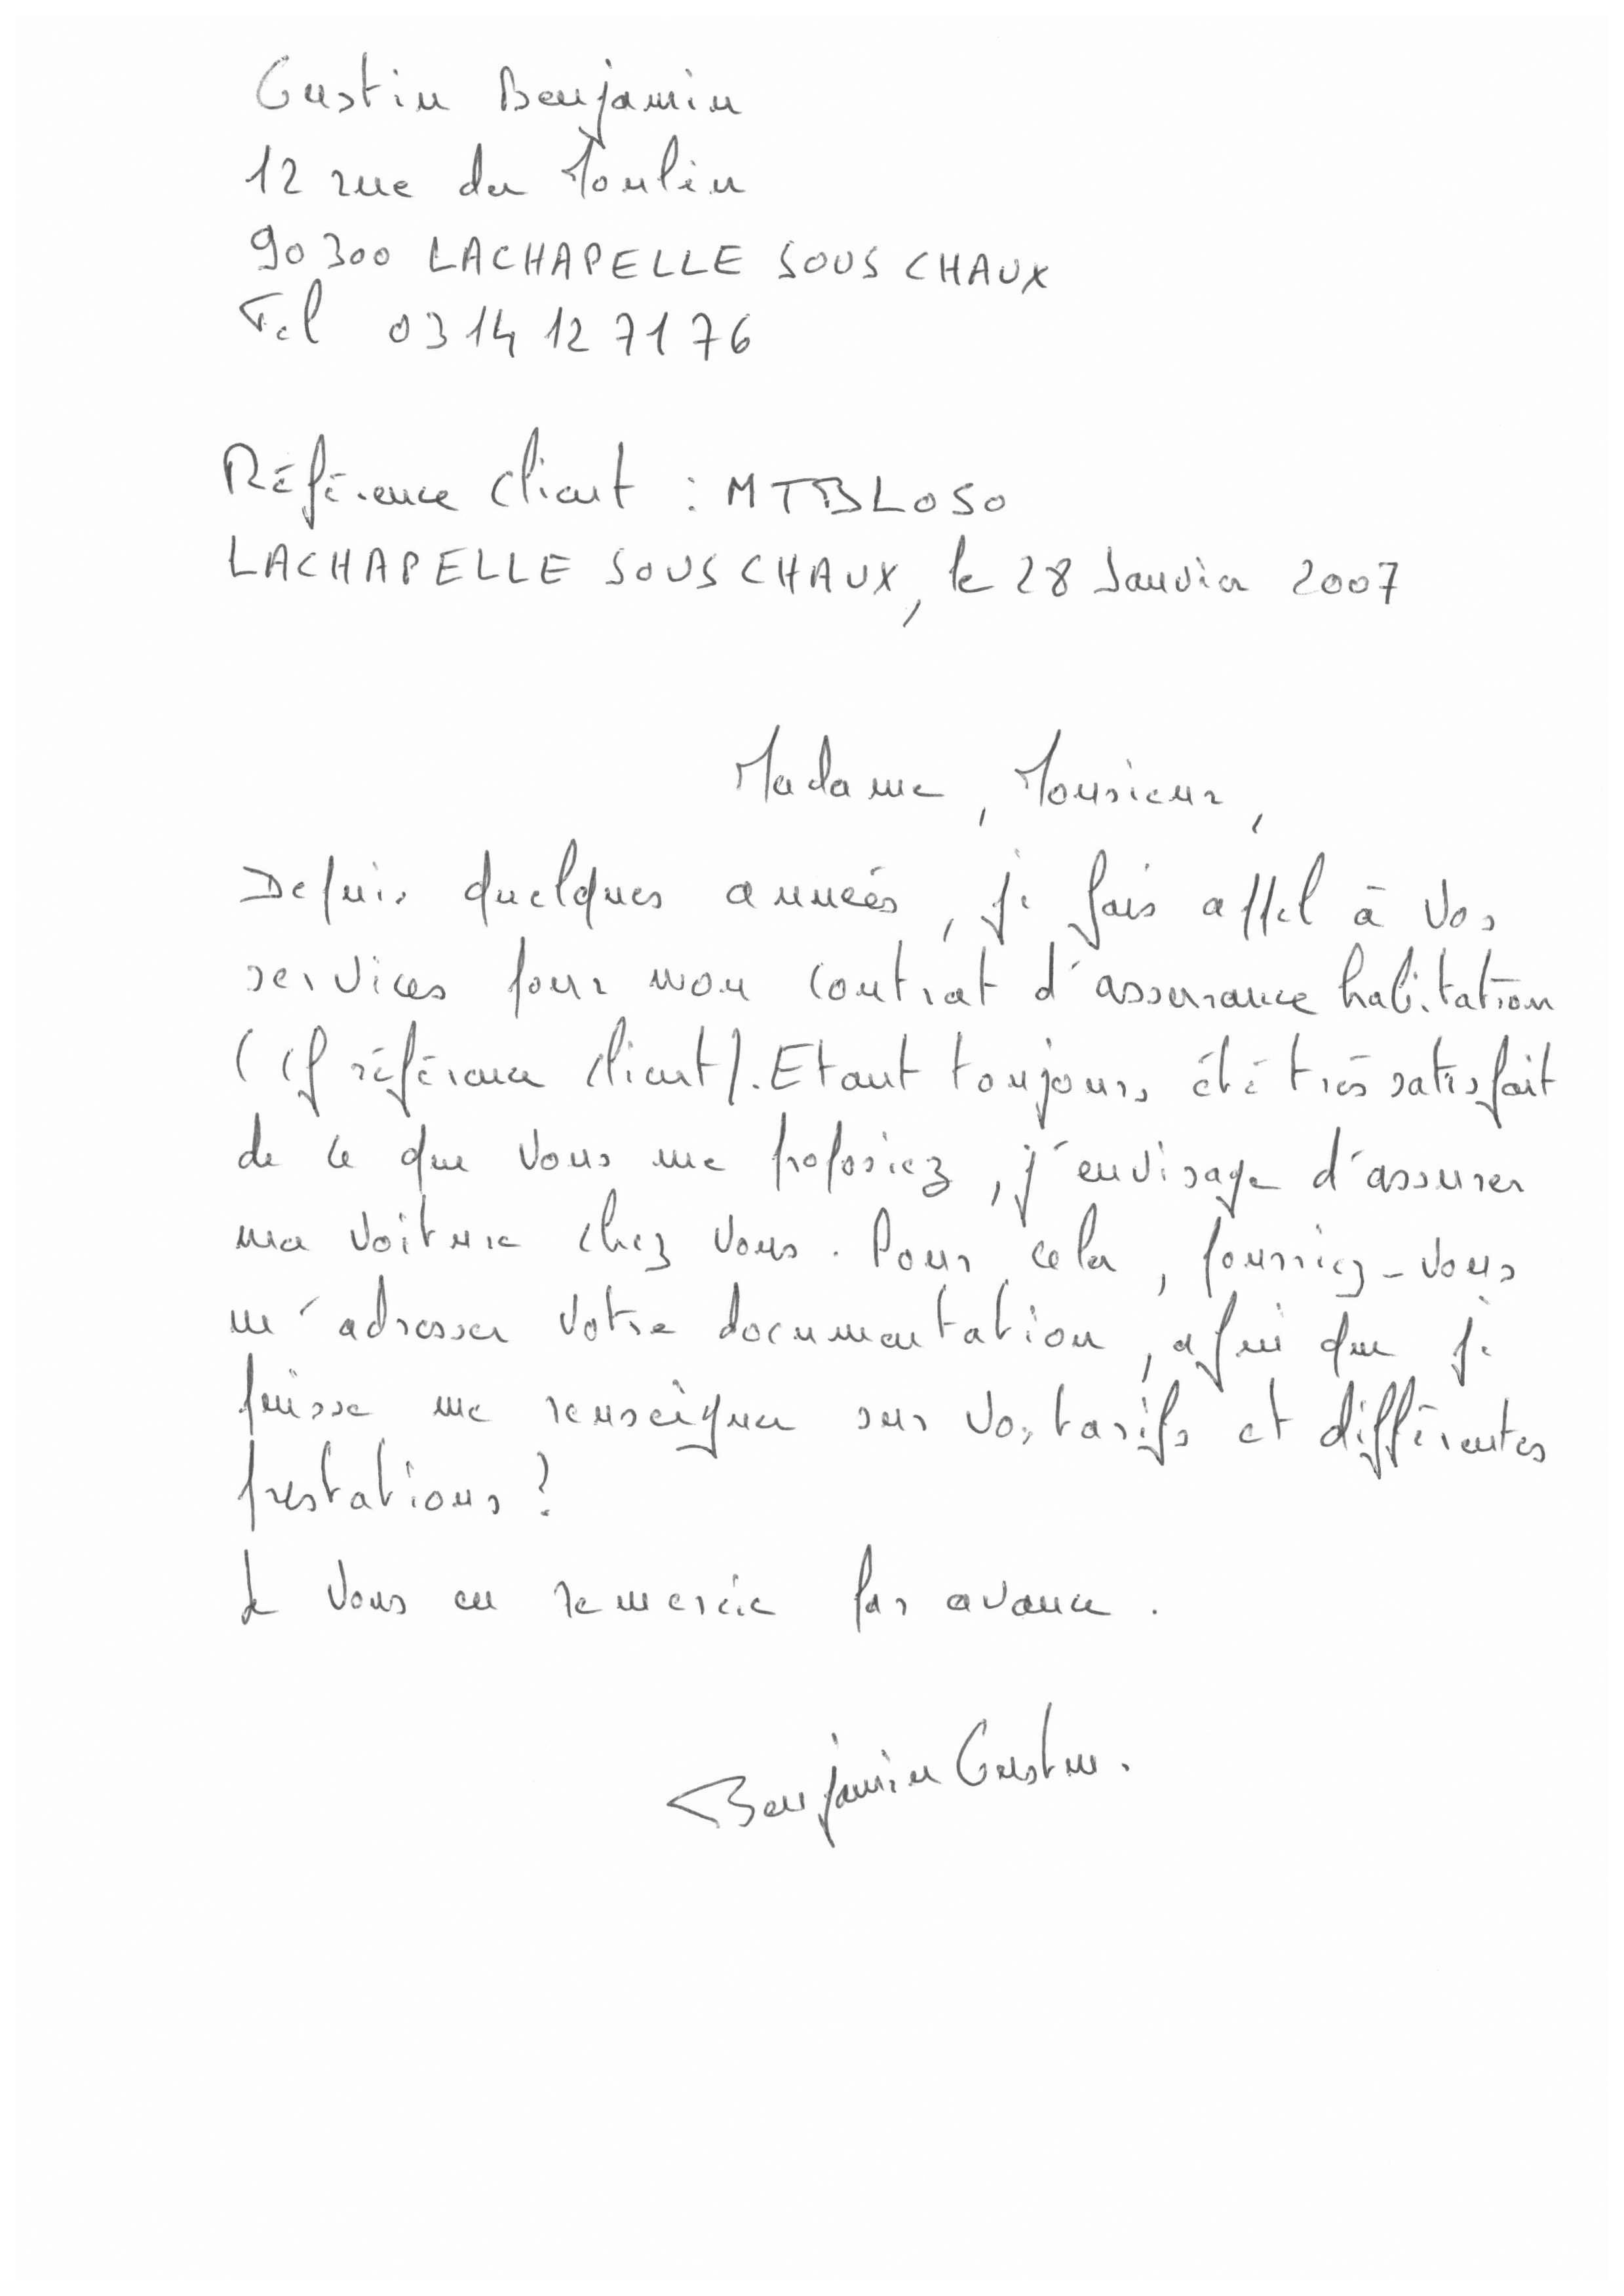 Gustin Benjamin
12 rue du Moulin
90300 LACHAPELLE SOUS CHAUX
Tel 03 14 12 71 76
Référence client : MTBLOSO
LACHAPELLE SOUS CHAUX, le 28 Janvier 2007
Madame, Monsieur,
Depuis quelques années, je fais appel à vos
services pour mon contrat d'assurance habitation
(cf référence client). Etant toujours été très satisfait
de ce que vous me proposiez, j'envisage d'assurer
ma voiture chez vous. Pour cela, pourriez-vous
m'adresser votre documentation, afin que je
puisse me renseigner sur vos tarifs et différentes
prestations ?
Je vous en remercie par avance.
Benjamin Gustin.